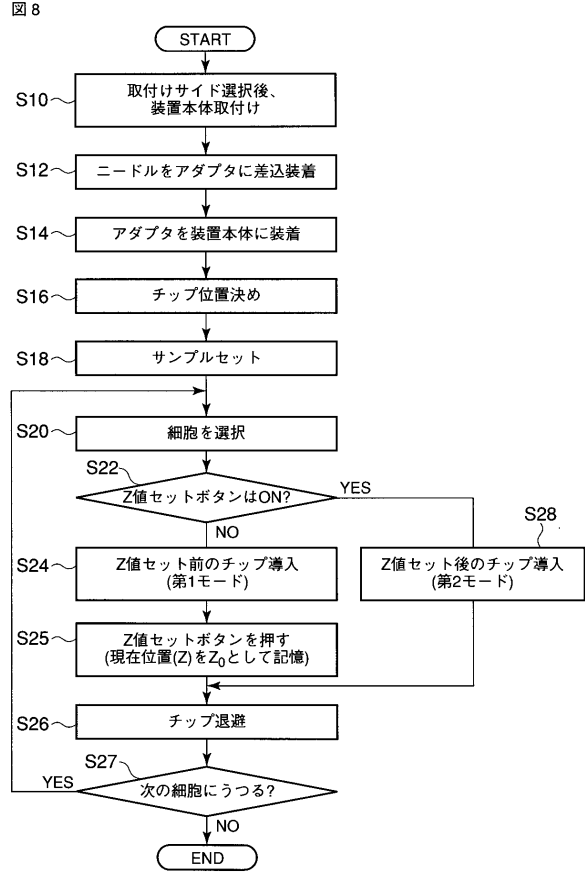 図8
START
S10
取付けサイド選択後、
装置本体取付け
S12
ニードルをアダプタに差込装着
S14
アダプタを装置本体に装着
S16
チップ位置決め
S18
サンプルセット
S20
細胞を選択
S22
Z値セットボタンはON?
YES
NO
S24
Z値セット前のチップ導入
(第1モード)
S28
Z値セット後のチップ導入
(第2モード)
S25
Z値セットボタンを押す
(現在位置(Z)をZ0として記憶)
S26
チップ退避
S27
次の細胞にうつる?
YES
NO
END